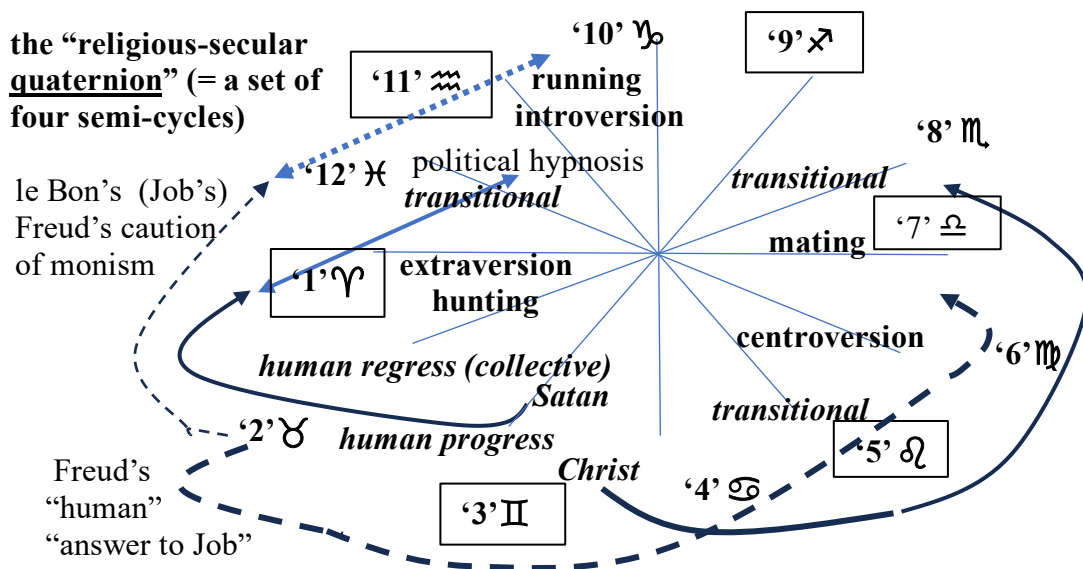 the “religious-secular
quaternion” (= a set of
four semi-cycles)
‘10’ ♑
‘9’ ♐
‘11’ ♒
running
introversion
‘8’ ♏
‘12’ ♓
political hypnosis
transitional
transitional
le Bon’s (Job’s)
Freud’s caution
of monism
‘7’ ♎
mating
‘1’ ♈
extraversion
hunting
centroversion
‘6’ ♍
human regress (collective)
Satan
transitional
‘2’ ♉
human progress
‘5’ ♌
Christ
‘4’ ♋
‘3’ ♊
Freud’s
“human”
“answer to Job”